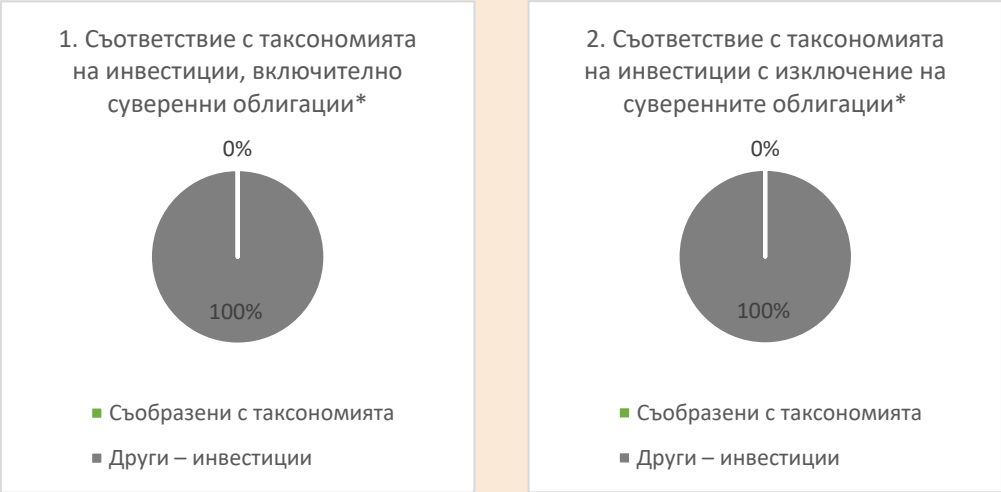 1. Съответствие с таксономията
на инвестиции, включително
суверенни облигации*
0%
100%
Съобразени с таксономията
Други – инвестиции
2. Съответствие с таксономията
на инвестиции с изключение на
суверенните облигации*
0%
100%
Съобразени с таксономията
Други – инвестиции